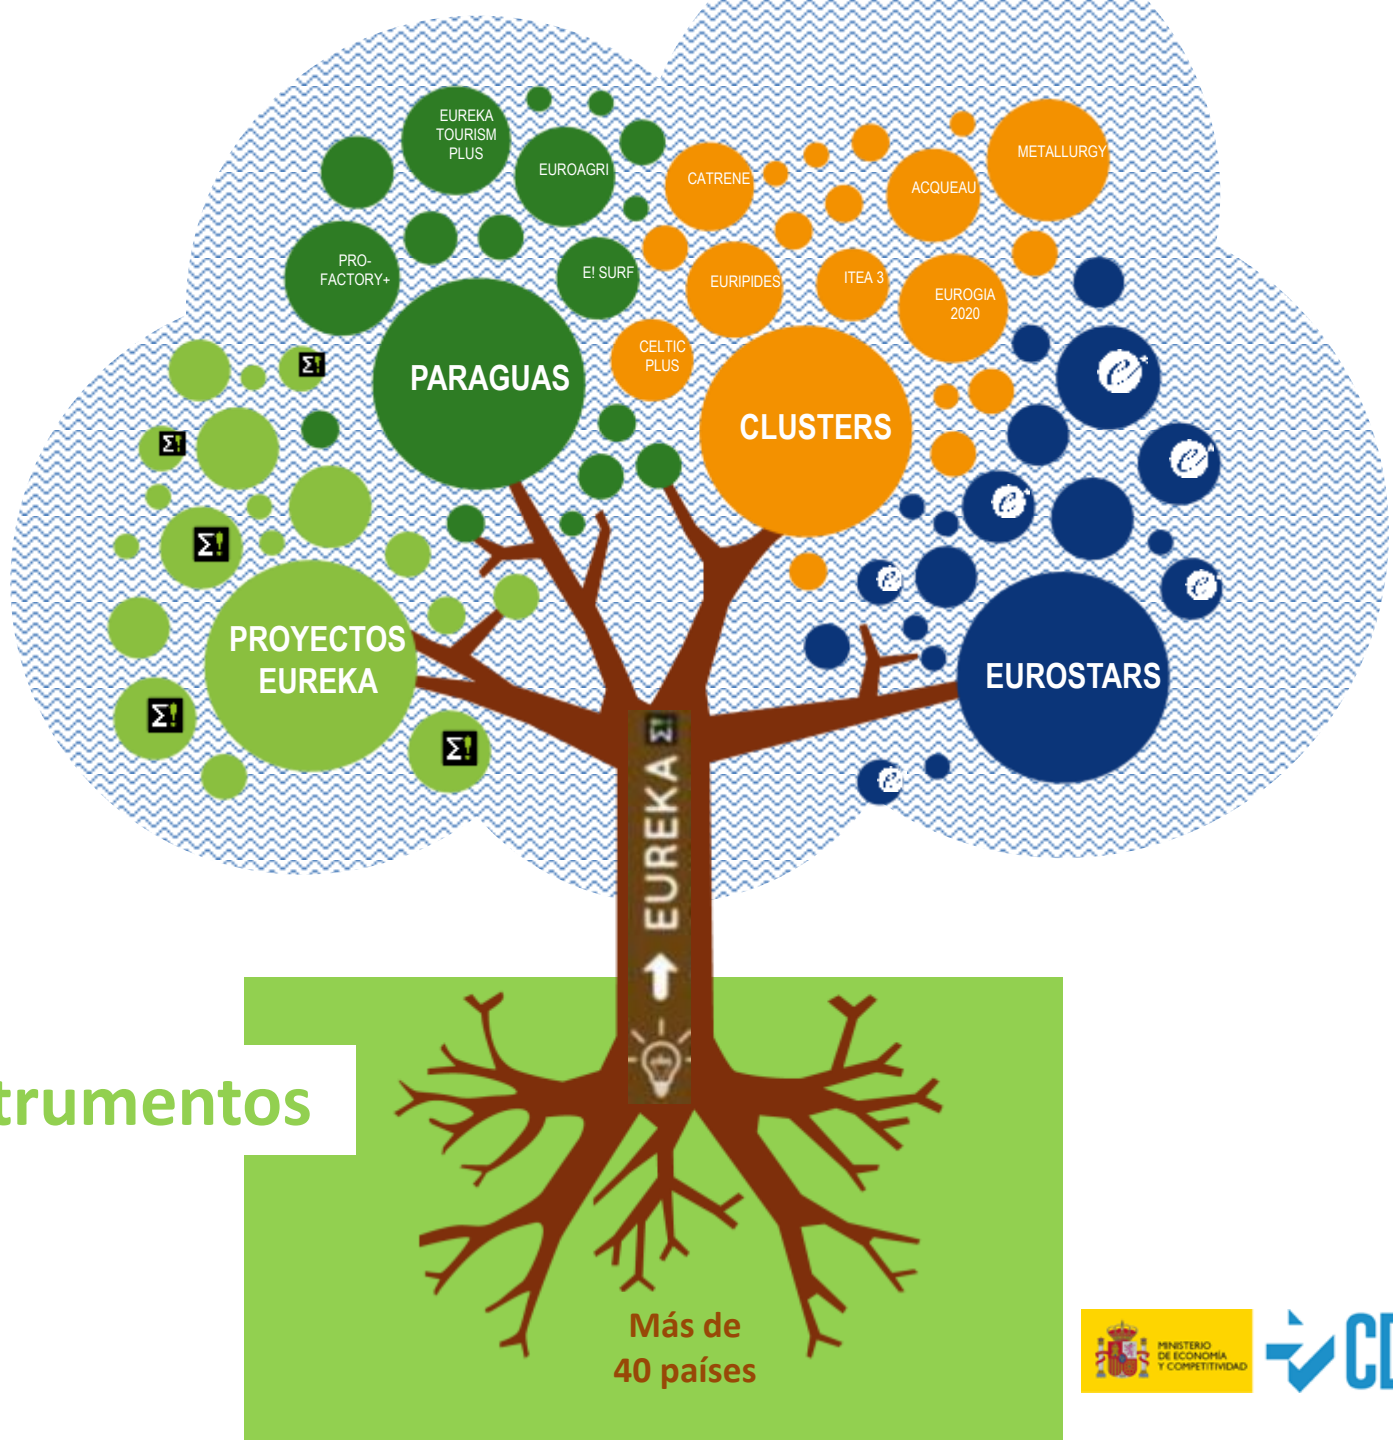 EUREKA
TOURISM
PLUS
EUROAGRI
PRO-
FACTORY+
E! SURF
PARAGUAS
CATRENE
ACQUEAU
METALLURGY
EURIPIDES
ITEA 3
EUROGIA
2020
CELTIC
PLUS
CLUSTERS
Σ!
Σ!
Σ!
Σ!
Σ!
PROYECTOS
EUREKA
EUROSTARS
EUREKA Σ!
trumentos
Más de
40 países
MINISTERIO
DE ECONOMÍA
Y COMPETITIVIDAD
CD